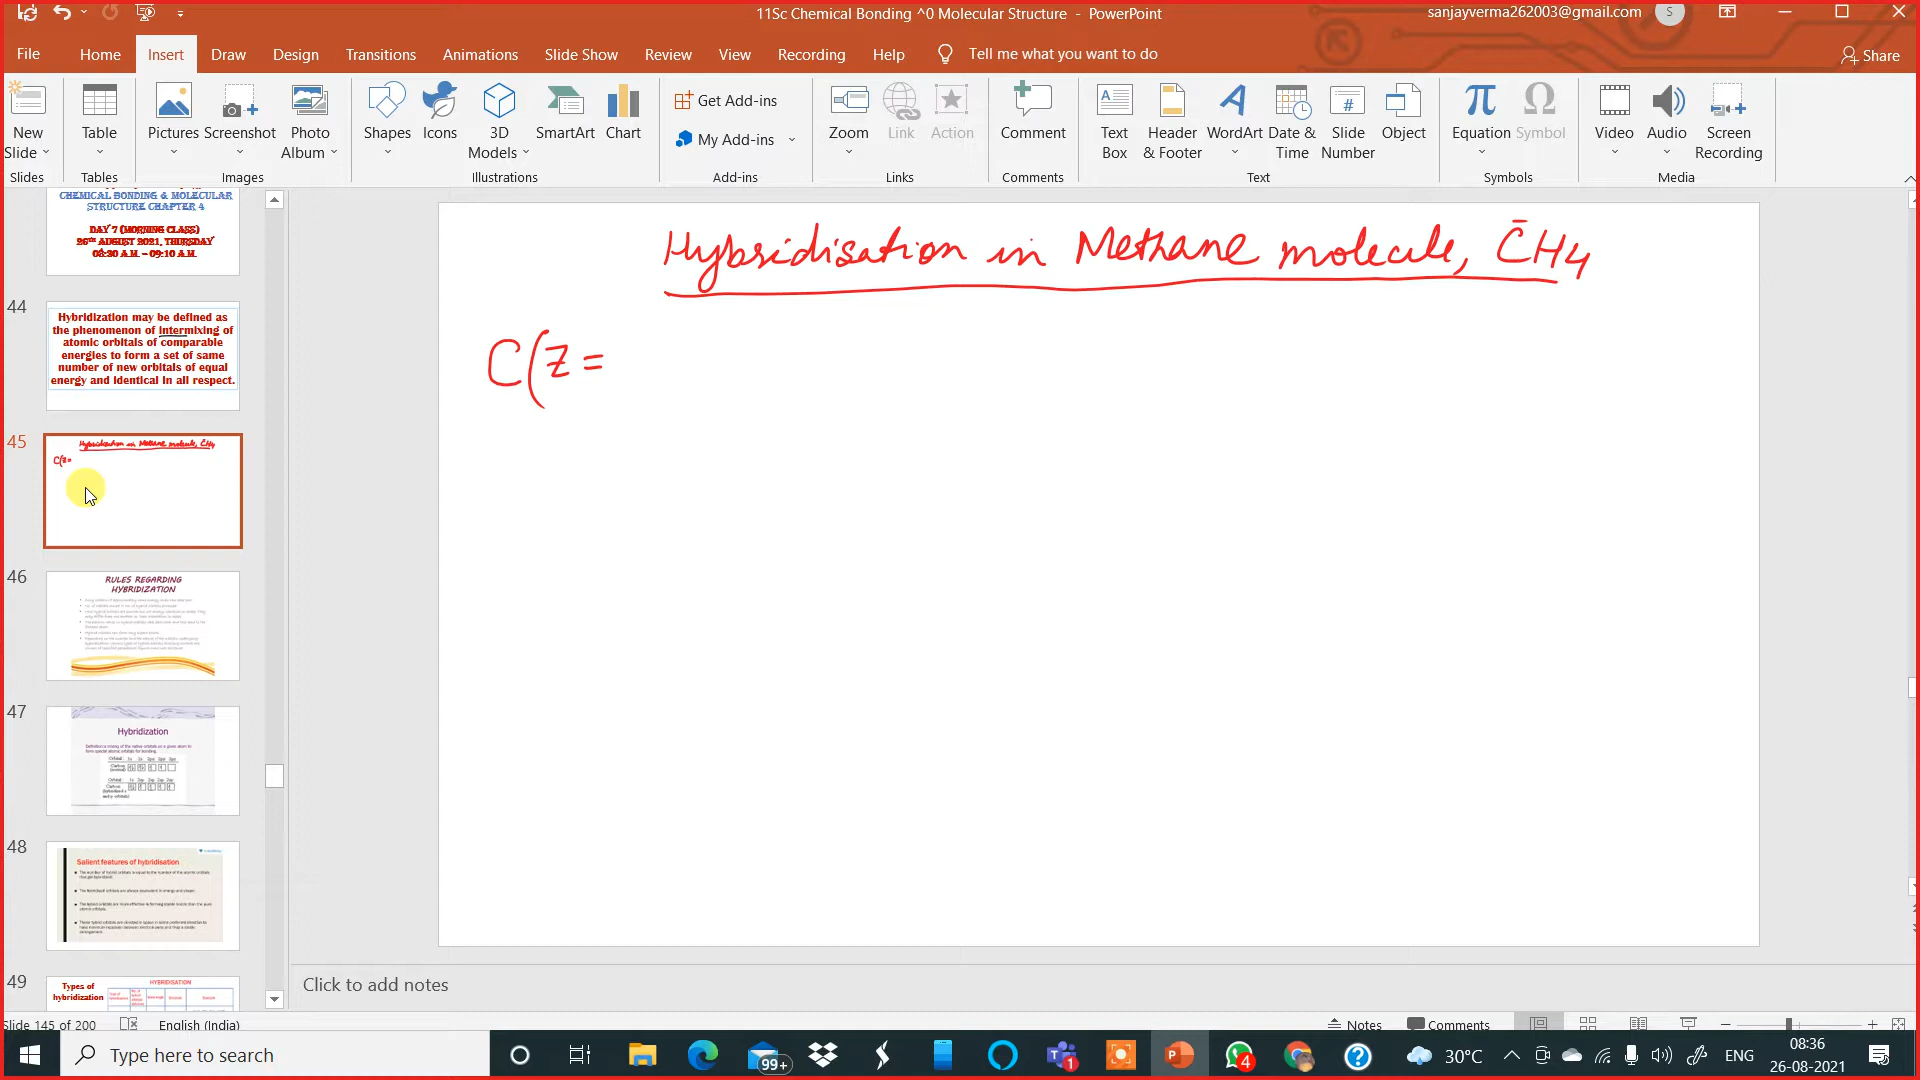 11Sc Chemical Bonding ^0 Molecular Structure - PowerPoint
sanjayverma262003@gmail.com
S
File Home Insert Draw Design Transitions Animations Slide Show Review View Recording Help Tell me what you want to do
Share
New Slide
Table
Pictures
Screenshot
Photo Album
Shapes
Icons
3D Models
SmartArt
Chart
Get Add-ins
My Add-ins
Zoom
Link
Action
Comment
Text Box
Header & Footer
WordArt
Date & Time
Slide Number
Object
Equation
Symbol
Video
Audio
Screen Recording
Slides Tables Images Illustrations Add-ins Links Comments Text Symbols Media
CHEMICAL BONDING & MOLECULAR
STRUCTURE CHAPTER 4
DAY 7 (MORNING CLASS)
26th AUGUST 2021, THURSDAY
08:30 A.M. – 09:10 A.M.
44
Hybridization may be defined as
the phenomenon of intermixing of
atomic orbitals of comparable
energies to form a set of same
number of new orbitals of equal
energy and identical in all respect.
45
Hybridisation in Methane molecule, CH4
C(Z=
46
RULES REGARDING
HYBRIDIZATION
47
Hybridization
48
Salient features of hybridisation
49
Types of
hybridization
HYBRIDISATION
Hybridisation in Methane molecule, C̄H4
C(Z =
Click to add notes
Slide 145 of 200
English (India)
Notes
Comments
Type here to search
99+
1
4
30°C
ENG
08:36
26-08-2021